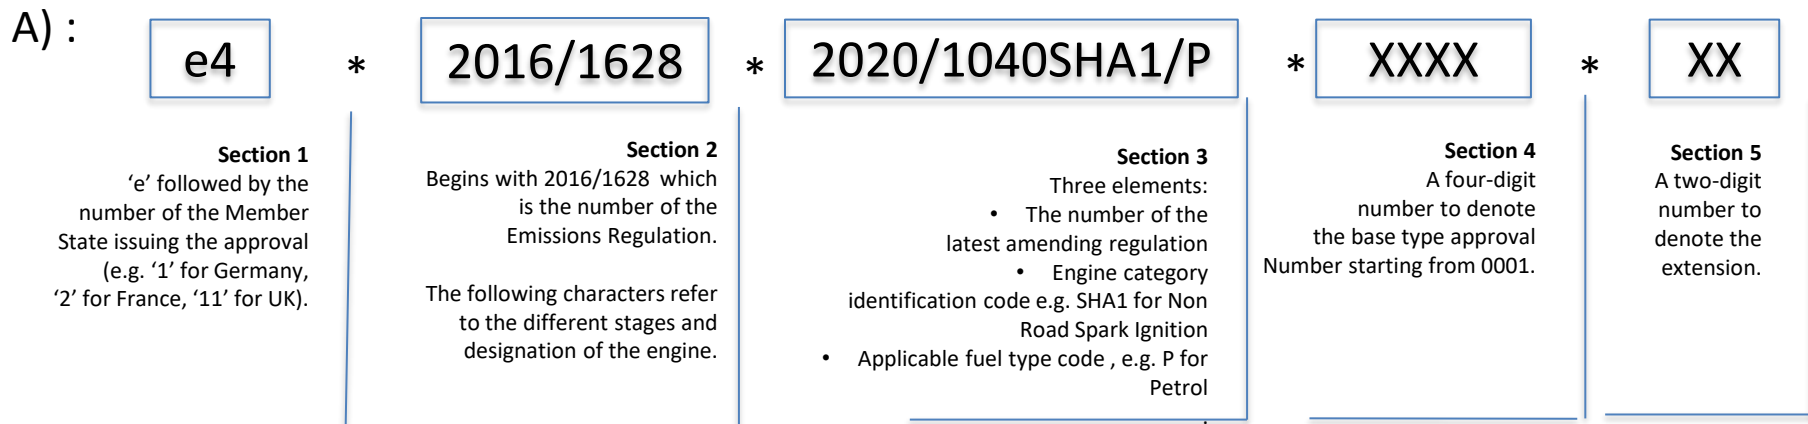 A) :
e4 * 2016/1628 * 2020/1040SHA1/P * XXXX * XX
Section 1
‘e’ followed by the
number of the Member
State issuing the approval
(e.g. ‘1’ for Germany,
‘2’ for France, ‘11’ for UK).
Section 2
Begins with 2016/1628 which
is the number of the
Emissions Regulation.
The following characters refer
to the different stages and
designation of the engine.
Section 3
Three elements:
• The number of the
latest amending regulation
• Engine category
identification code e.g. SHA1 for Non
Road Spark Ignition
• Applicable fuel type code , e.g. P for
Petrol
Section 4
A four-digit
number to denote
the base type approval
Number starting from 0001.
Section 5
A two-digit
number to
denote the
extension.